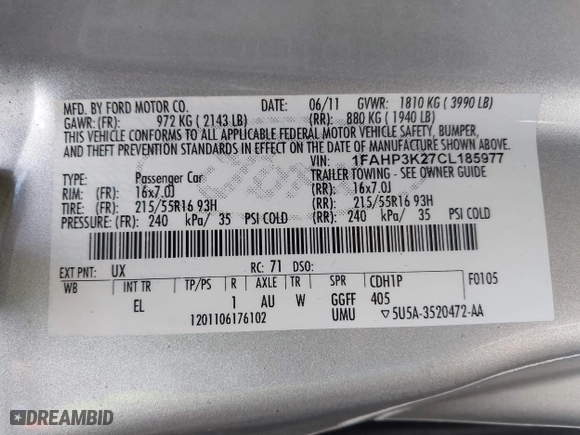 MFD. BY FORD MOTOR CO. DATE: 06/11 GVWR: 1810 KG ( 3990 LB)
GAWR: (FR): 972 KG ( 2143 LB) (RR): 880 KG ( 1940 LB)
THIS VEHICLE CONFORMS TO ALL APPLICABLE FEDERAL MOTOR VEHICLE SAFETY, BUMPER,
AND THEFT PREVENTION STANDARDS IN EFFECT ON THE DATE OF MANUFACTURE SHOWN ABOVE.
VIN: 1FAHP3K27CL185977
TYPE: Passenger Car TRAILER TOWING - SEE OWNER GUIDE
RIM: (FR): 16x7.0J (RR): 16x7.0J
TIRE: (FR): 215/55R16 93H (RR): 215/55R16 93H
PRESSURE: (FR): 240 kPa/ 35 PSI COLD (RR): 240 kPa/ 35 PSI COLD
EXT PNT: UX RC: 71 DSO: F0105
WB INT TR TP/PS R AXLE TR SPR CDH1P
EL 1 AU W GGFF 405
1201106176102 UMU ▽5U5A-3520472-AA
Ford
DREAMBID